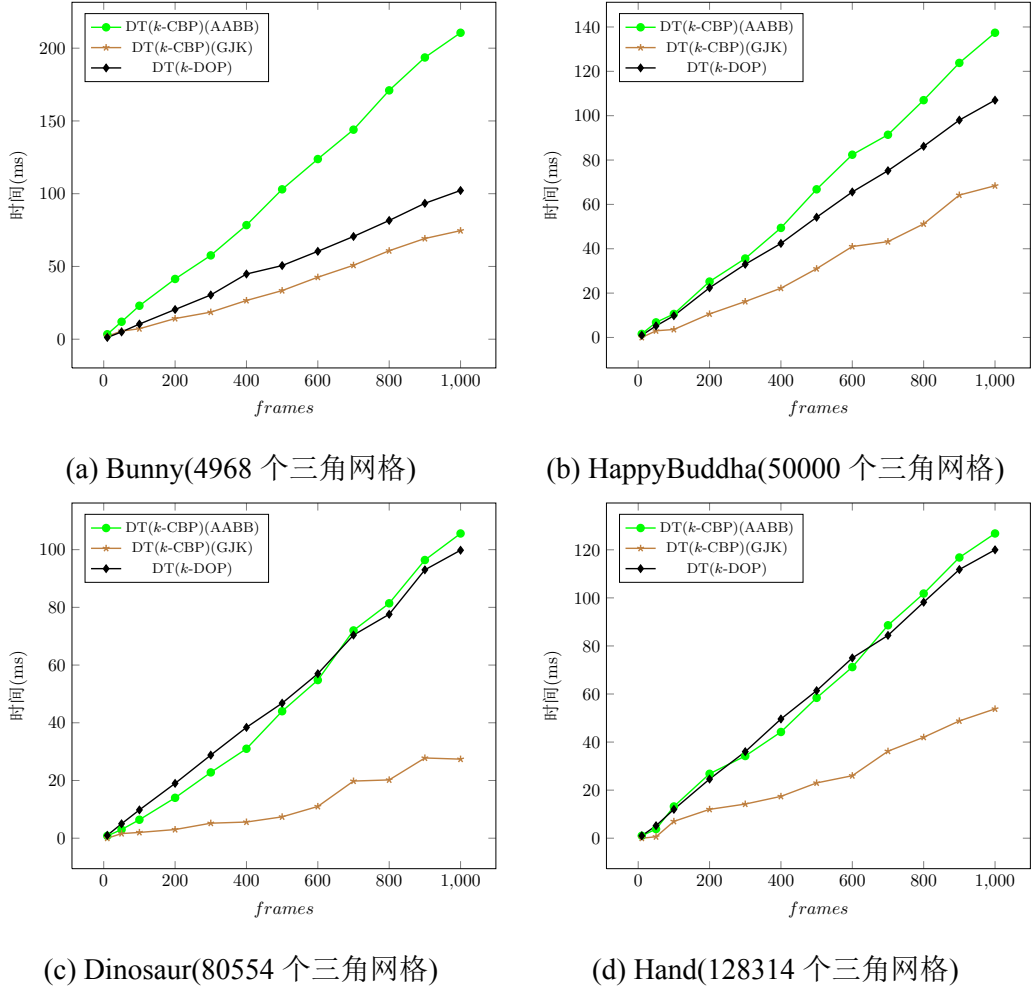 DT(k-CBP)(AABB)
DT(k-CBP)(GJK)
DT(k-DOP)
200
150
100
50
0
时间(ms)
0 200 400 600 800 1,000
frames
(a) Bunny(4968 个三角网格)
DT(k-CBP)(AABB)
DT(k-CBP)(GJK)
DT(k-DOP)
140
120
100
80
60
40
20
0
时间(ms)
0 200 400 600 800 1,000
frames
(b) HappyBuddha(50000 个三角网格)
DT(k-CBP)(AABB)
DT(k-CBP)(GJK)
DT(k-DOP)
100
80
60
40
20
0
时间(ms)
0 200 400 600 800 1,000
frames
(c) Dinosaur(80554 个三角网格)
DT(k-CBP)(AABB)
DT(k-CBP)(GJK)
DT(k-DOP)
120
100
80
60
40
20
0
时间(ms)
0 200 400 600 800 1,000
frames
(d) Hand(128314 个三角网格)